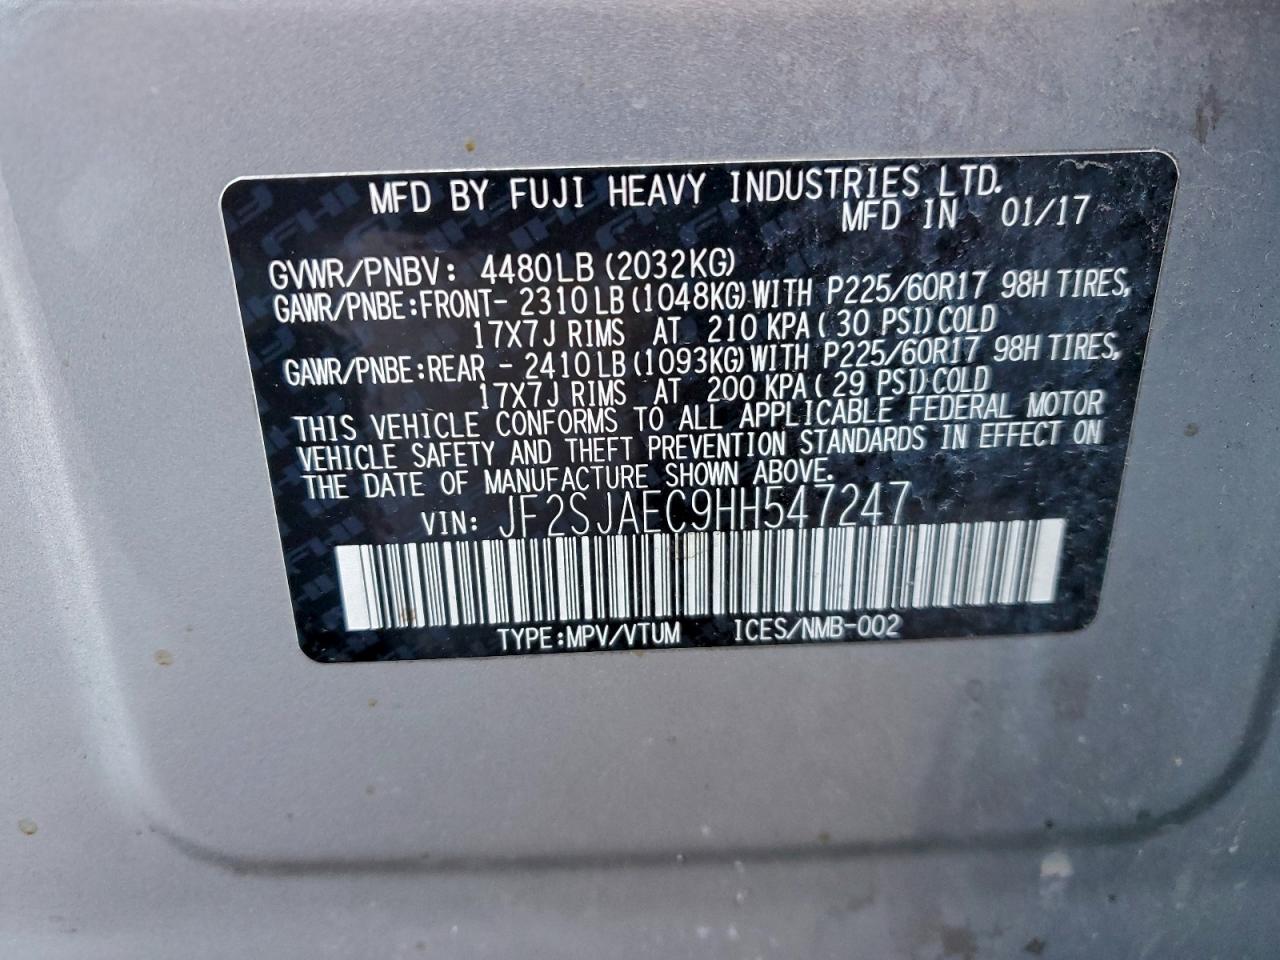 MFD BY FUJI HEAVY INDUSTRIES LTD.
MFD IN 01/17
GVWR/PNBV: 4480LB(2032KG)
GAWR/PNBE:FRONT- 2310LB(1048KG)WITH P225/60R17 98H TIRES,
17X7J RIMS AT 210 KPA( 30 PSI)COLD
GAWR/PNBE:REAR - 2410LB(1093KG)WITH P225/60R17 98H TIRES,
17X7J RIMS AT 200 KPA( 29 PSI)COLD
THIS VEHICLE CONFORMS TO ALL APPLICABLE FEDERAL MOTOR
VEHICLE SAFETY AND THEFT PREVENTION STANDARDS IN EFFECT ON
THE DATE OF MANUFACTURE SHOWN ABOVE.
VIN: JF2SJAEC9HH547247
TYPE:MPV/VTUM ICES/NMB-002